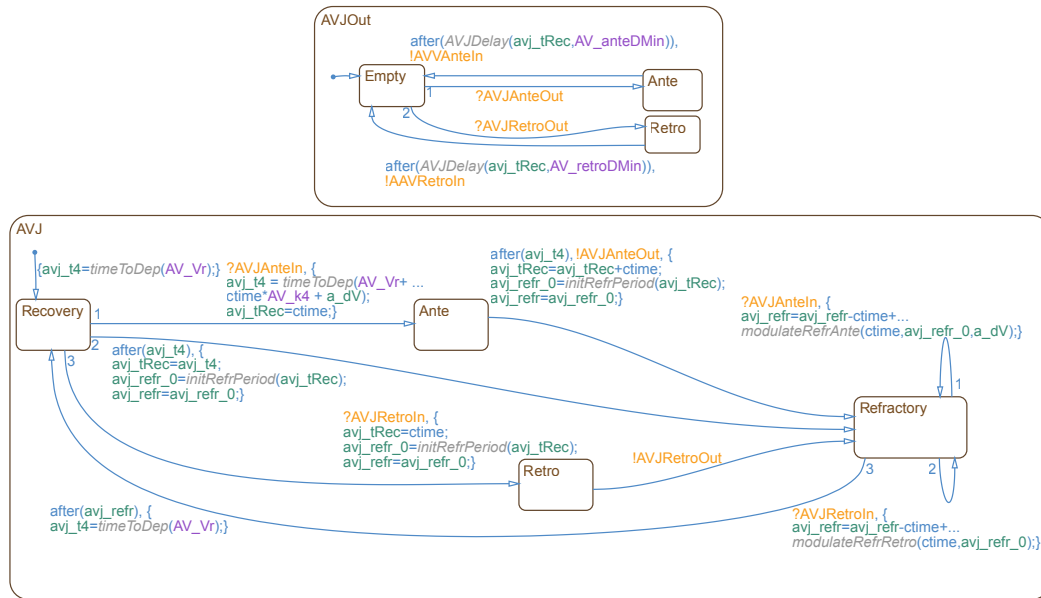 AVJOut
after(AVJDelay(avj_tRec,AV_anteDMin)),
!AVVAnteIn
Empty
Ante
1
?AVJAnteOut
2
?AVJRetroOut
Retro
after(AVJDelay(avj_tRec,AV_retroDMin)),
!AAVRetroIn
AVJ
{avj_t4=timeToDep(AV_Vr);}
?AVJAnteIn, {
avj_t4 = timeToDep(AV_Vr+ ...
ctime*AV_k4 + a_dV);
avj_tRec=ctime;}
after(avj_t4), !AVJAnteOut, {
avj_tRec=avj_tRec+ctime;
avj_refr_0=initRefrPeriod(avj_tRec);
avj_refr=avj_refr_0;}
Recovery
1
2
3
Ante
?AVJAnteIn, {
avj_refr=avj_refr-ctime+...
modulateRefrAnte(ctime,avj_refr_0,a_dV);}
after(avj_t4), {
avj_tRec=avj_t4;
avj_refr_0=initRefrPeriod(avj_tRec);
avj_refr=avj_refr_0;}
1
Refractory
?AVJRetroIn, {
avj_tRec=ctime;
avj_refr_0=initRefrPeriod(avj_tRec);
avj_refr=avj_refr_0;}
Retro
!AVJRetroOut
3
2
after(avj_refr), {
avj_t4=timeToDep(AV_Vr);}
?AVJRetroIn, {
avj_refr=avj_refr-ctime+...
modulateRefrRetro(ctime,avj_refr_0);}